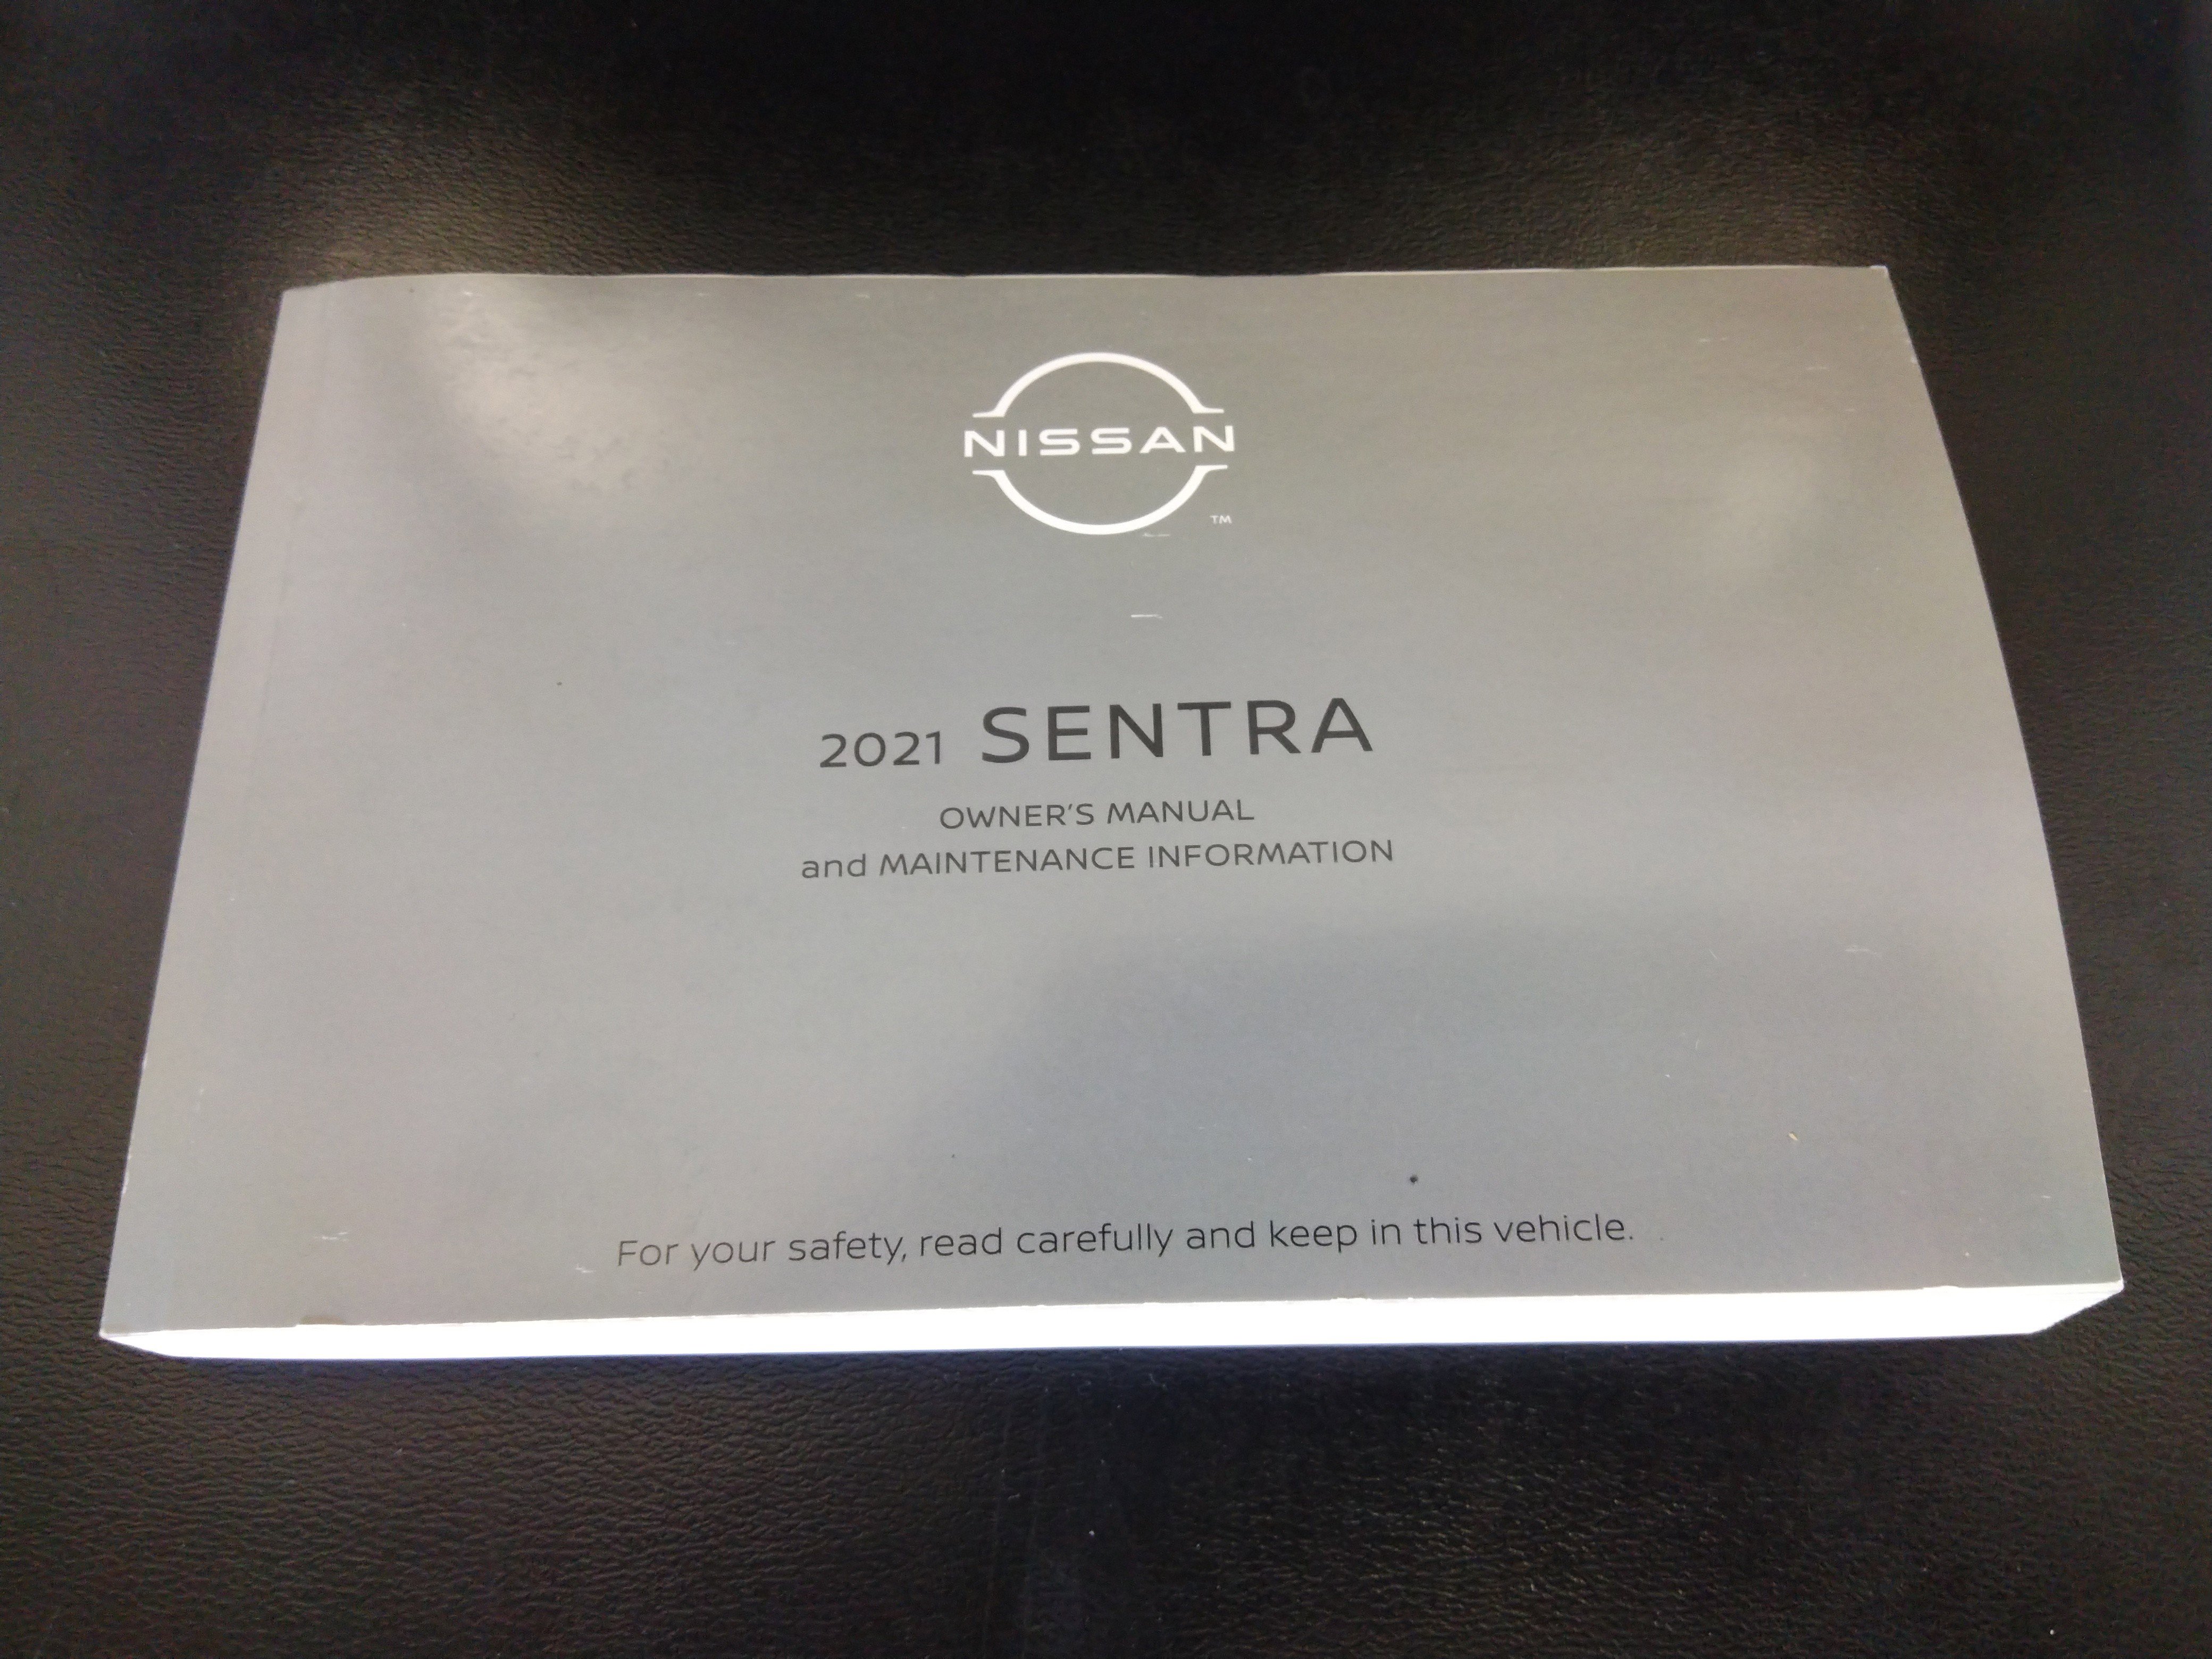 NISSAN
TM
2021 SENTRA
OWNER'S MANUAL
and MAINTENANCE INFORMATION
For your safety, read carefully and keep in this vehicle.